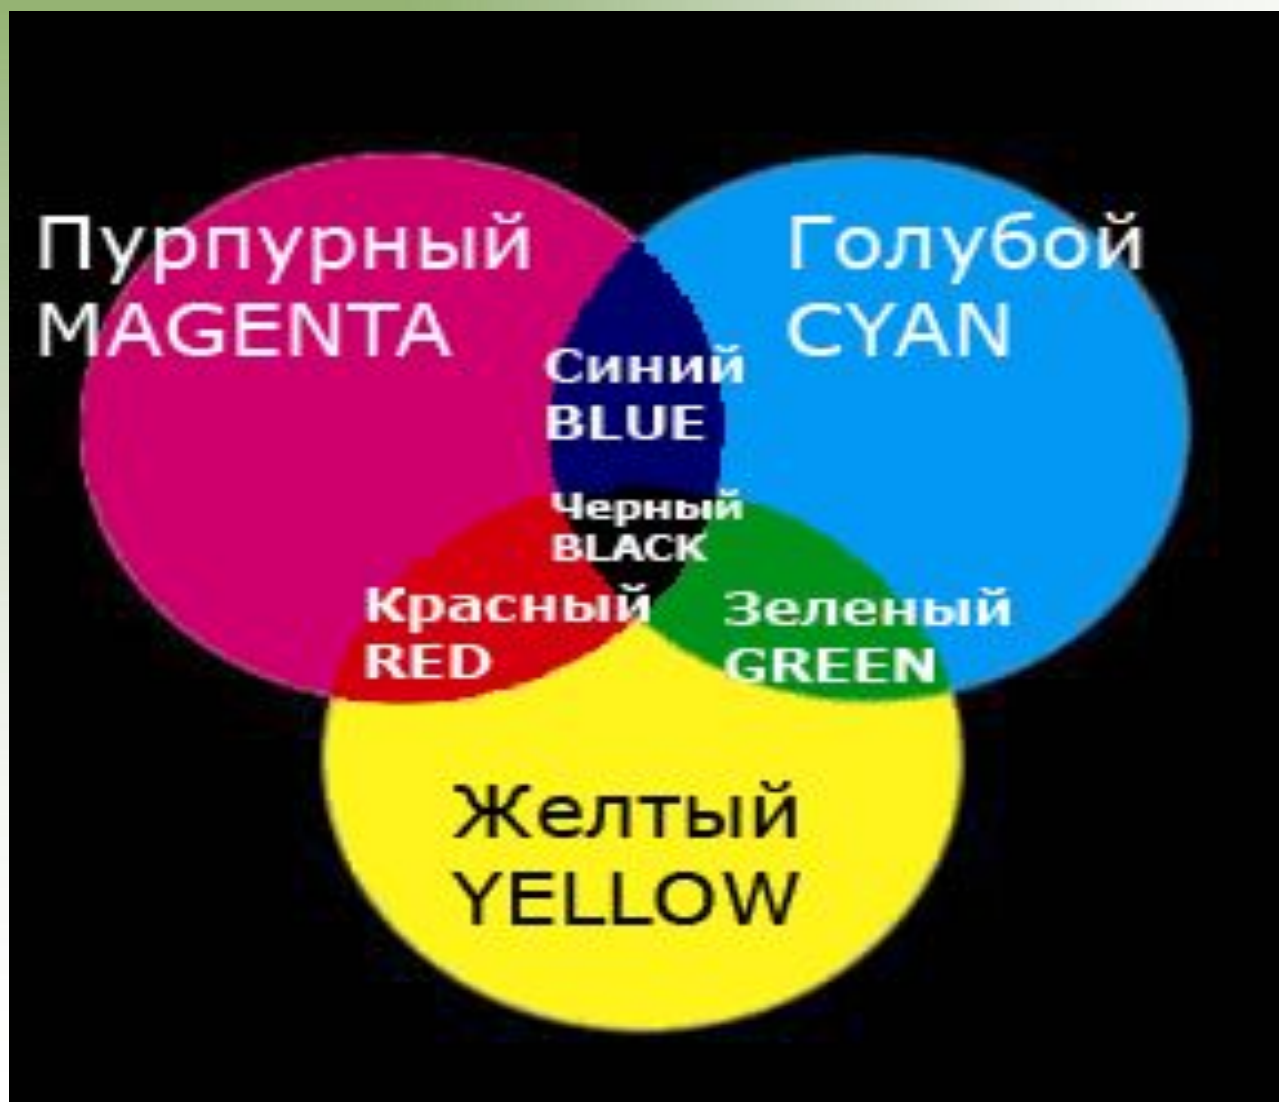 Пурпурный
MAGENTA
Голубой
CYAN
Синий
BLUE
Черный
BLACK
Красный
RED
Зеленый
GREEN
Желтый
YELLOW